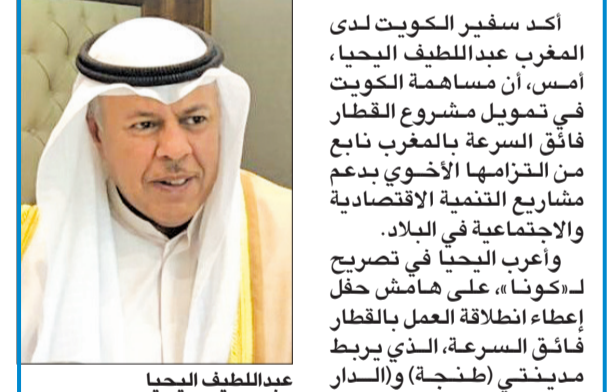 أكد سفير الكويت لدى
المغرب عبداللطيف اليحيا،
أمس، أن مساهمة الكويت
في تمويل مشروع القطار
فائق السرعة بالمغرب نابع
من التزامها الأخوي بدعم
مشاريع التنمية الاقتصادية
والاجتماعية في البلاد.
وأعرب اليحيا في تصريح
لـ«كونا»، على هامش حفل
إعطاء انطلاقة العمل بالقطار
فائق السرعة، الذي يربط
مدينتي (طنجة) و(الدار
عبداللطيف اليحيا